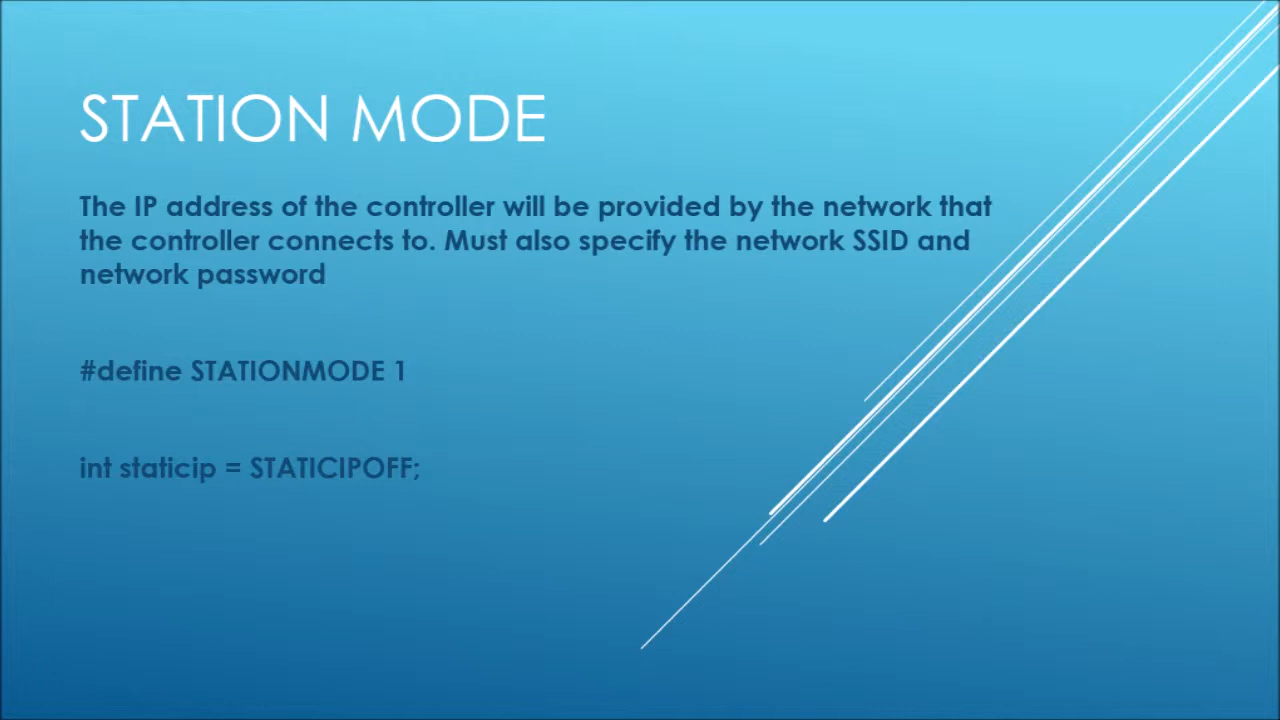 STATION MODE
The IP address of the controller will be provided by the network that
the controller connects to. Must also specify the network SSID and
network password
#define STATIONMODE 1
int staticip = STATICIPOFF;